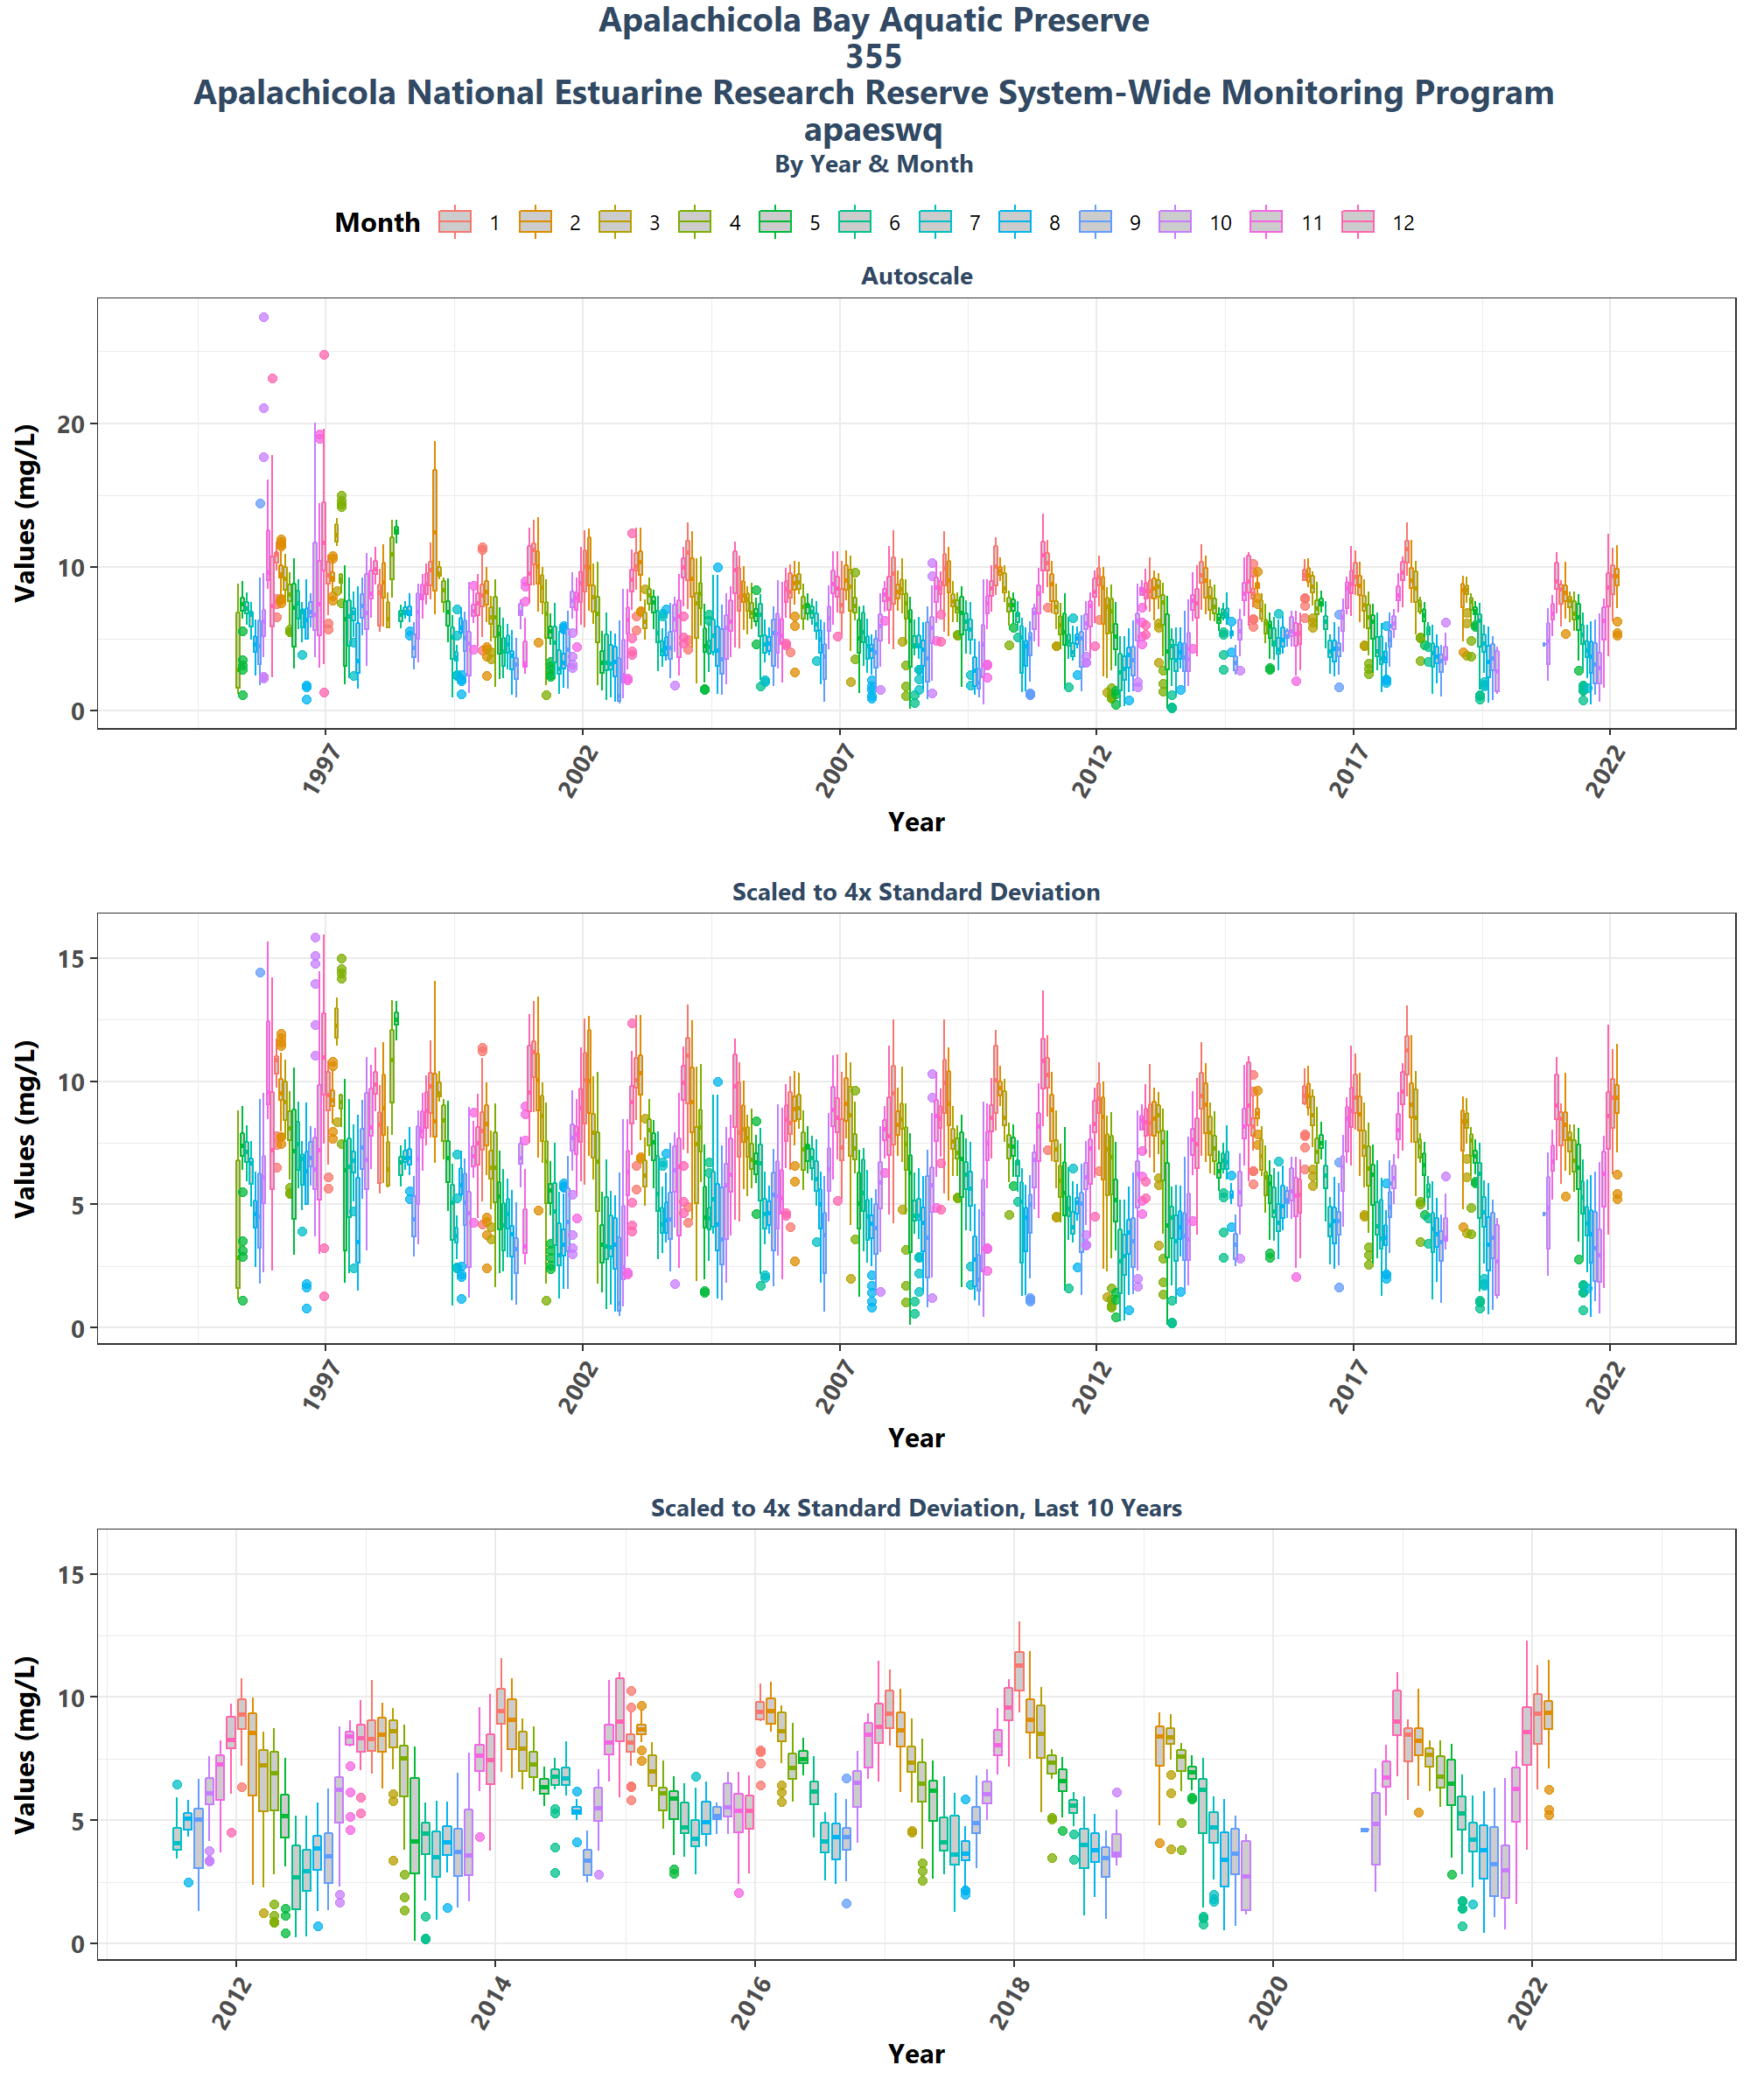 Apalachicola Bay Aquatic Preserve
355
Apalachicola National Estuarine Research Reserve System-Wide Monitoring Program
apaeswq
By Year & Month
Month 1 2 3 4 5 6 7 8 9 10 11 12
Autoscale
Values (mg/L)
20
10
0
1997 2002 2007 2012 2017 2022
Year
Scaled to 4x Standard Deviation
Values (mg/L)
15
10
5
0
1997 2002 2007 2012 2017 2022
Year
Scaled to 4x Standard Deviation, Last 10 Years
Values (mg/L)
15
10
5
0
2012 2014 2016 2018 2020 2022
Year